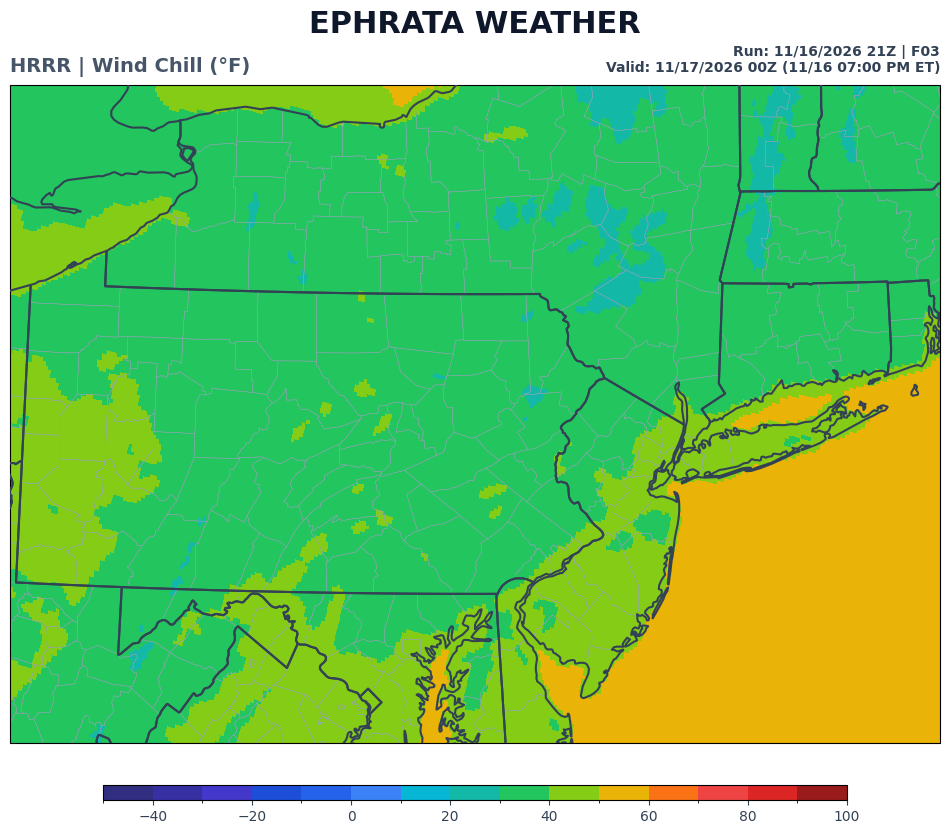 EPHRATA WEATHER
HRRR | Wind Chill (°F)
Run: 11/16/2026 21Z | F03
Valid: 11/17/2026 00Z (11/16 07:00 PM ET)
−40 −20 0 20 40 60 80 100